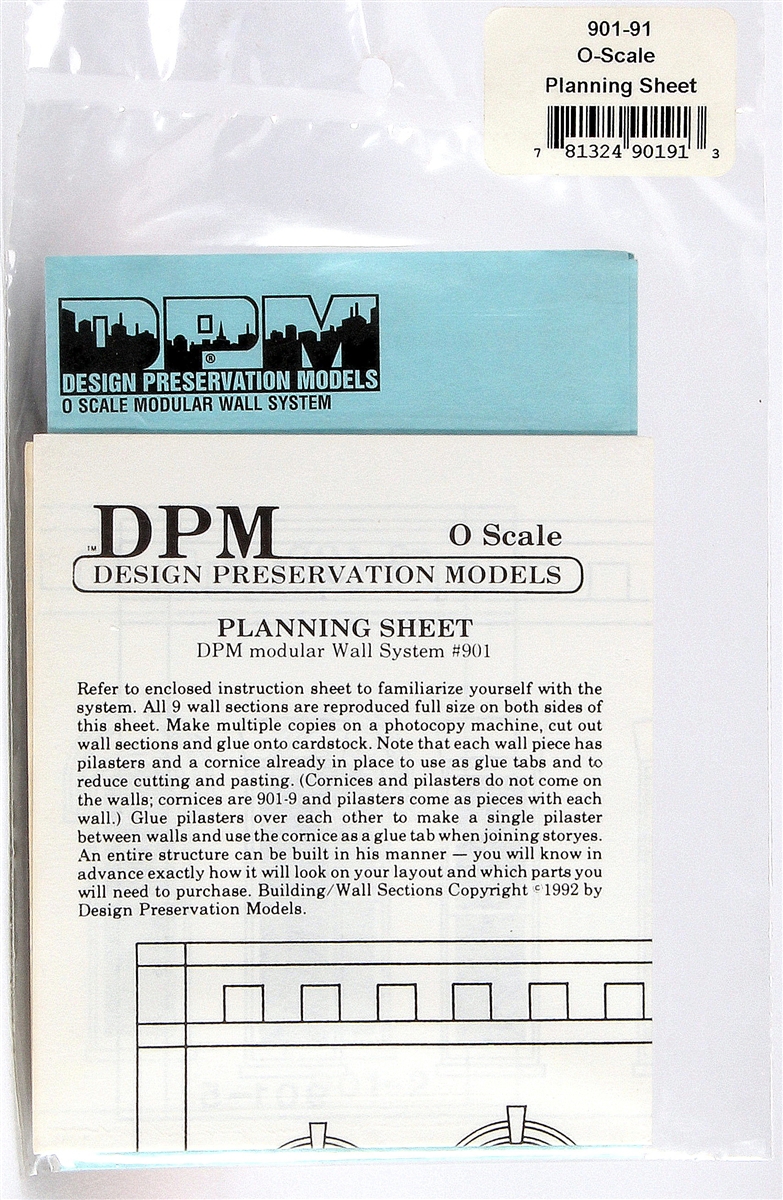 901-91
O-Scale
Planning Sheet
7 81324 90191 3
DPM
®
DESIGN PRESERVATION MODELS
O SCALE MODULAR WALL SYSTEM
™DPM O Scale
DESIGN PRESERVATION MODELS
PLANNING SHEET
DPM modular Wall System #901
Refer to enclosed instruction sheet to familiarize yourself with the
system. All 9 wall sections are reproduced full size on both sides of
this sheet. Make multiple copies on a photocopy machine, cut out
wall sections and glue onto cardstock. Note that each wall piece has
pilasters and a cornice already in place to use as glue tabs and to
reduce cutting and pasting. (Cornices and pilasters do not come on
the walls; cornices are 901-9 and pilasters come as pieces with each
wall.) Glue pilasters over each other to make a single pilaster
between walls and use the cornice as a glue tab when joining storyes.
An entire structure can be built in his manner — you will know in
advance exactly how it will look on your layout and which parts you
will need to purchase. Building/Wall Sections Copyright ©1992 by
Design Preservation Models.